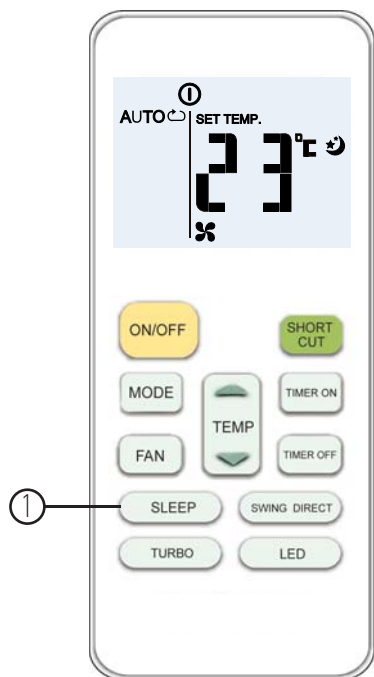 AUTO SET TEMP.
23°C
ON/OFF SHORT CUT
MODE TEMP TIMER ON
FAN TIMER OFF
1 SLEEP SWING DIRECT
TURBO LED